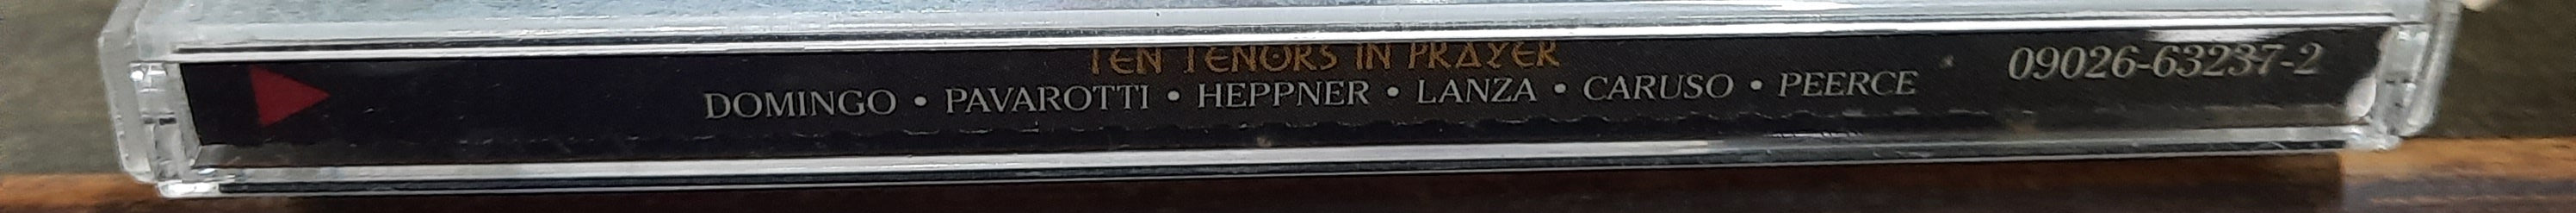 TEN TENORS IN PRAYER
DOMINGO • PAVAROTTI • HEPPNER • LANZA • CARUSO • PEERCE
09026-63237-2